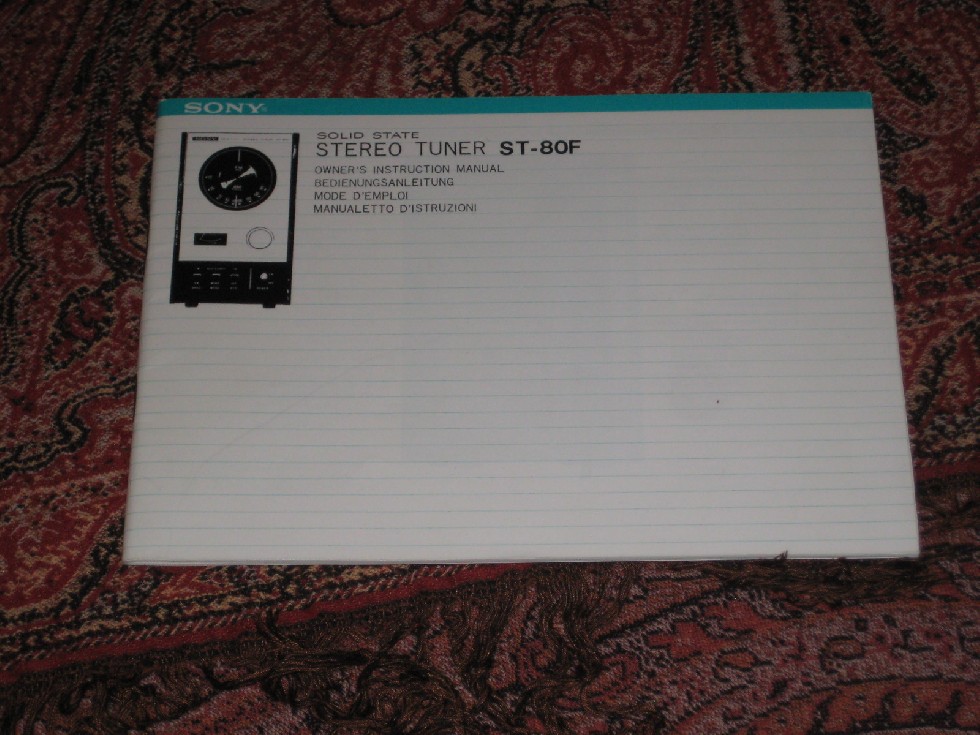 SONY
SOLID STATE
STEREO TUNER ST-80F
OWNER'S INSTRUCTION MANUAL
BEDIENUNGSANLEITUNG
MODE D'EMPLOI
MANUALETTO D'ISTRUZIONI